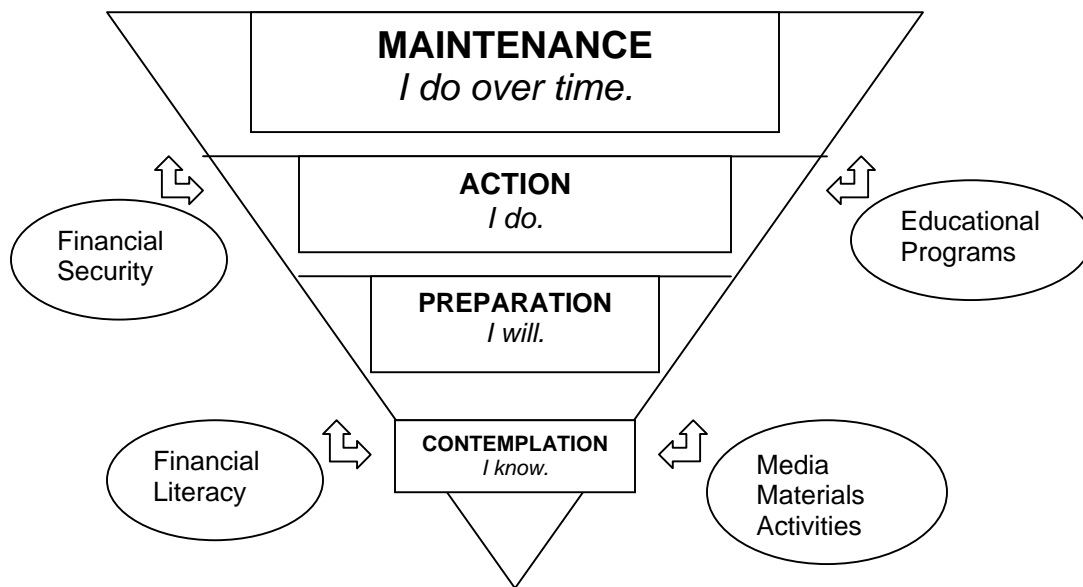 MAINTENANCE
I do over time.
ACTION
I do.
Financial
Security
Educational
Programs
PREPARATION
I will.
CONTEMPLATION
I know.
Financial
Literacy
Media
Materials
Activities